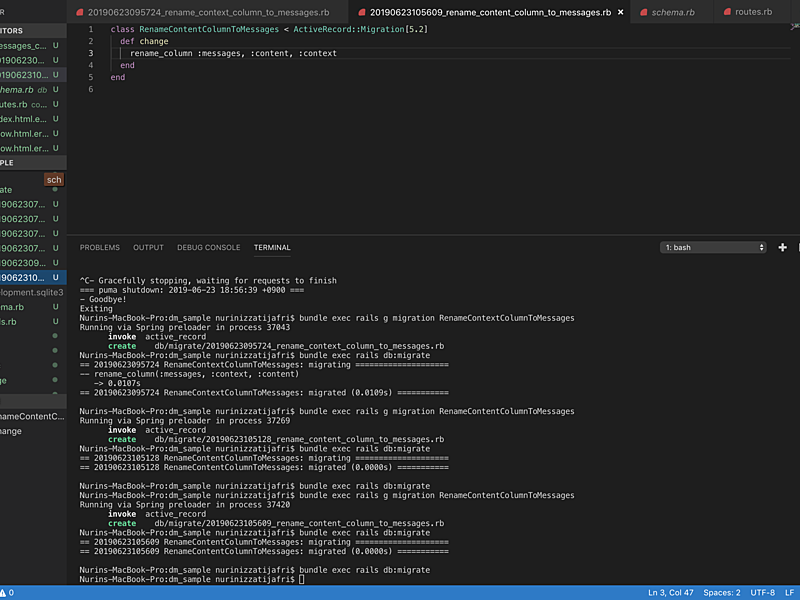 20190623095724_rename_context_column_to_messages.rb
20190623105609_rename_content_column_to_messages.rb ×
schema.rb
routes.rb
R
ITORS
essages_c... U
0190623... U
019062310... U
hema.rb db U
utes.rb co... U
dex.html.e... U
ow.html.er... U
ow.html.er... U
PLE
sch
ate
19062307... U
19062307... U
19062307... U
19062307... U
19062309... U
19062310... U
lopment.sqlite3
ma.rb U
s.rb U
ge
nameContentC...
hange
1 class RenameContentColumnToMessages < ActiveRecord::Migration[5.2]
2 def change
3 rename_column :messages, :content, :context
4 end
5 end
6
PROBLEMS OUTPUT DEBUG CONSOLE TERMINAL
1: bash
^C- Gracefully stopping, waiting for requests to finish
=== puma shutdown: 2019-06-23 18:56:39 +0900 ===
- Goodbye!
Exiting
Nurins-MacBook-Pro:dm_sample nurinizzatijafri$ bundle exec rails g migration RenameContextColumnToMessages
Running via Spring preloader in process 37043
invoke active_record
create db/migrate/20190623095724_rename_context_column_to_messages.rb
Nurins-MacBook-Pro:dm_sample nurinizzatijafri$ bundle exec rails db:migrate
== 20190623095724 RenameContextColumnToMessages: migrating ====================
-- rename_column(:messages, :context, :content)
-> 0.0107s
== 20190623095724 RenameContextColumnToMessages: migrated (0.0109s) ===========
Nurins-MacBook-Pro:dm_sample nurinizzatijafri$ bundle exec rails g migration RenameContentColumnToMessages
Running via Spring preloader in process 37269
invoke active_record
create db/migrate/20190623105128_rename_content_column_to_messages.rb
Nurins-MacBook-Pro:dm_sample nurinizzatijafri$ bundle exec rails db:migrate
== 20190623105128 RenameContentColumnToMessages: migrating ====================
== 20190623105128 RenameContentColumnToMessages: migrated (0.0000s) ===========
Nurins-MacBook-Pro:dm_sample nurinizzatijafri$ bundle exec rails db:migrate
Nurins-MacBook-Pro:dm_sample nurinizzatijafri$ bundle exec rails g migration RenameContentColumnToMessages
Running via Spring preloader in process 37420
invoke active_record
create db/migrate/20190623105609_rename_content_column_to_messages.rb
Nurins-MacBook-Pro:dm_sample nurinizzatijafri$ bundle exec rails db:migrate
== 20190623105609 RenameContentColumnToMessages: migrating ====================
== 20190623105609 RenameContentColumnToMessages: migrated (0.0000s) ===========
Nurins-MacBook-Pro:dm_sample nurinizzatijafri$ bundle exec rails db:migrate
Nurins-MacBook-Pro:dm_sample nurinizzatijafri$
0
Ln 3, Col 47 Spaces: 2 UTF-8 LF